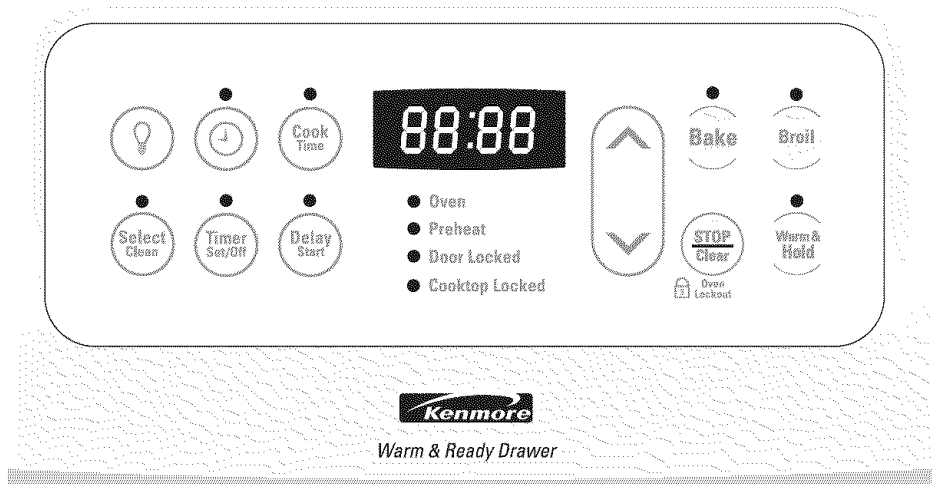 Cook
Time
88:88
Bake
Broil
Select
Clean
Timer
Set/Off
Delay
Start
Oven
Preheat
Door Locked
Cooktop Locked
STOP
Clear
Oven
Lockout
Warm &
Hold
Kenmore
Warm & Ready Drawer